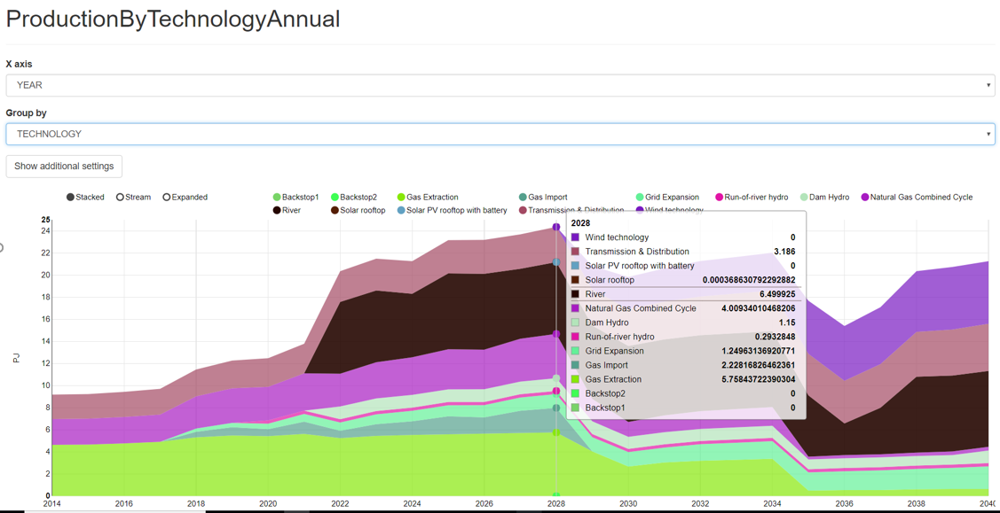 ProductionByTechnologyAnnual
X axis
YEAR
Group by
TECHNOLOGY
Show additional settings
Stacked Stream Expanded
Backstop1 Backstop2 Gas Extraction Gas Import Grid Expansion Run-of-river hydro Dam Hydro Natural Gas Combined Cycle
River Solar rooftop Solar PV rooftop with battery Transmission & Distribution Wind technology
25
24
22
20
18
16
14
12
10
8
6
4
2
0
PJ
2028
Wind technology 0
Transmission & Distribution 3.186
Solar PV rooftop with battery 0
Solar rooftop 0.000368630792292882
River 6.499925
Natural Gas Combined Cycle 4.00934010468206
Dam Hydro 1.15
Run-of-river hydro 0.2932848
Grid Expansion 1.24963136920771
Gas Import 2.22816826462361
Gas Extraction 5.75843722390304
Backstop2 0
Backstop1 0
2014 2016 2018 2020 2022 2024 2026 2028 2030 2032 2034 2036 2038 2040